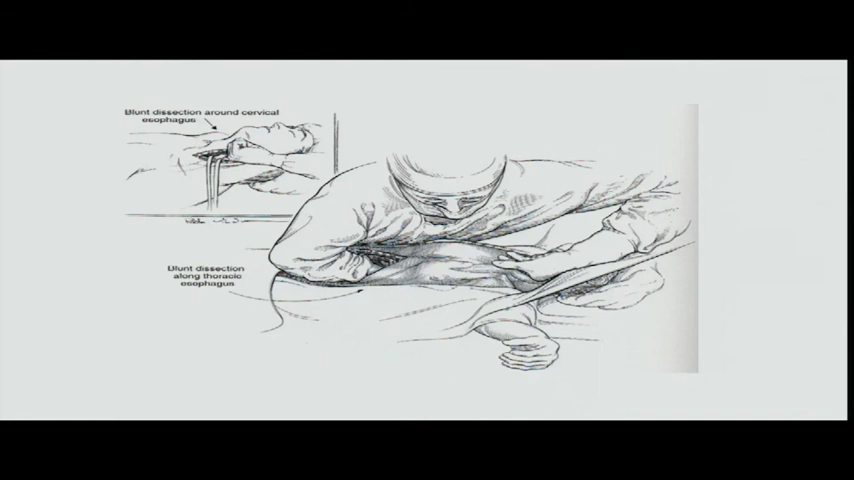 Blunt dissection around cervical
esophagus
Blunt dissection
along thoracic
esophagus